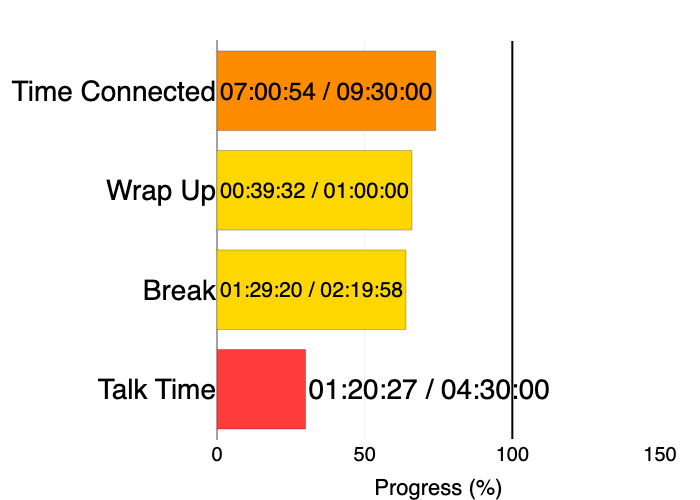 Time Connected 07:00:54 / 09:30:00
Wrap Up 00:39:32 / 01:00:00
Break 01:29:20 / 02:19:58
Talk Time 01:20:27 / 04:30:00
0 50 100 150
Progress (%)